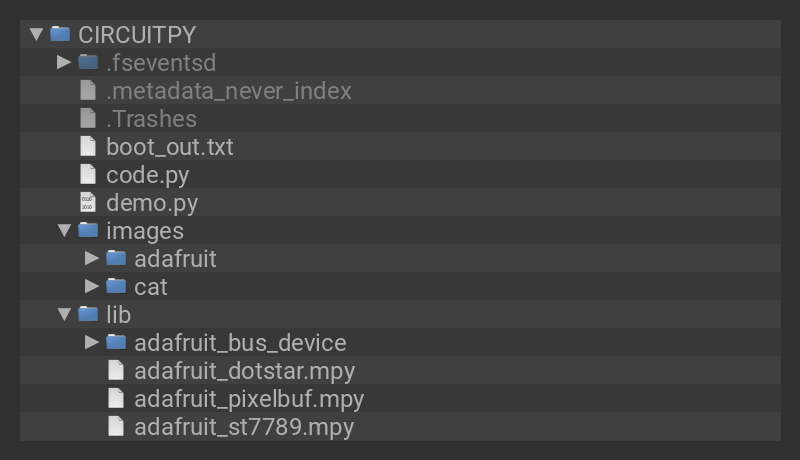 CIRCUITPY
.fseventsd
.metadata_never_index
.Trashes
boot_out.txt
code.py
demo.py
images
adafruit
cat
lib
adafruit_bus_device
adafruit_dotstar.mpy
adafruit_pixelbuf.mpy
adafruit_st7789.mpy